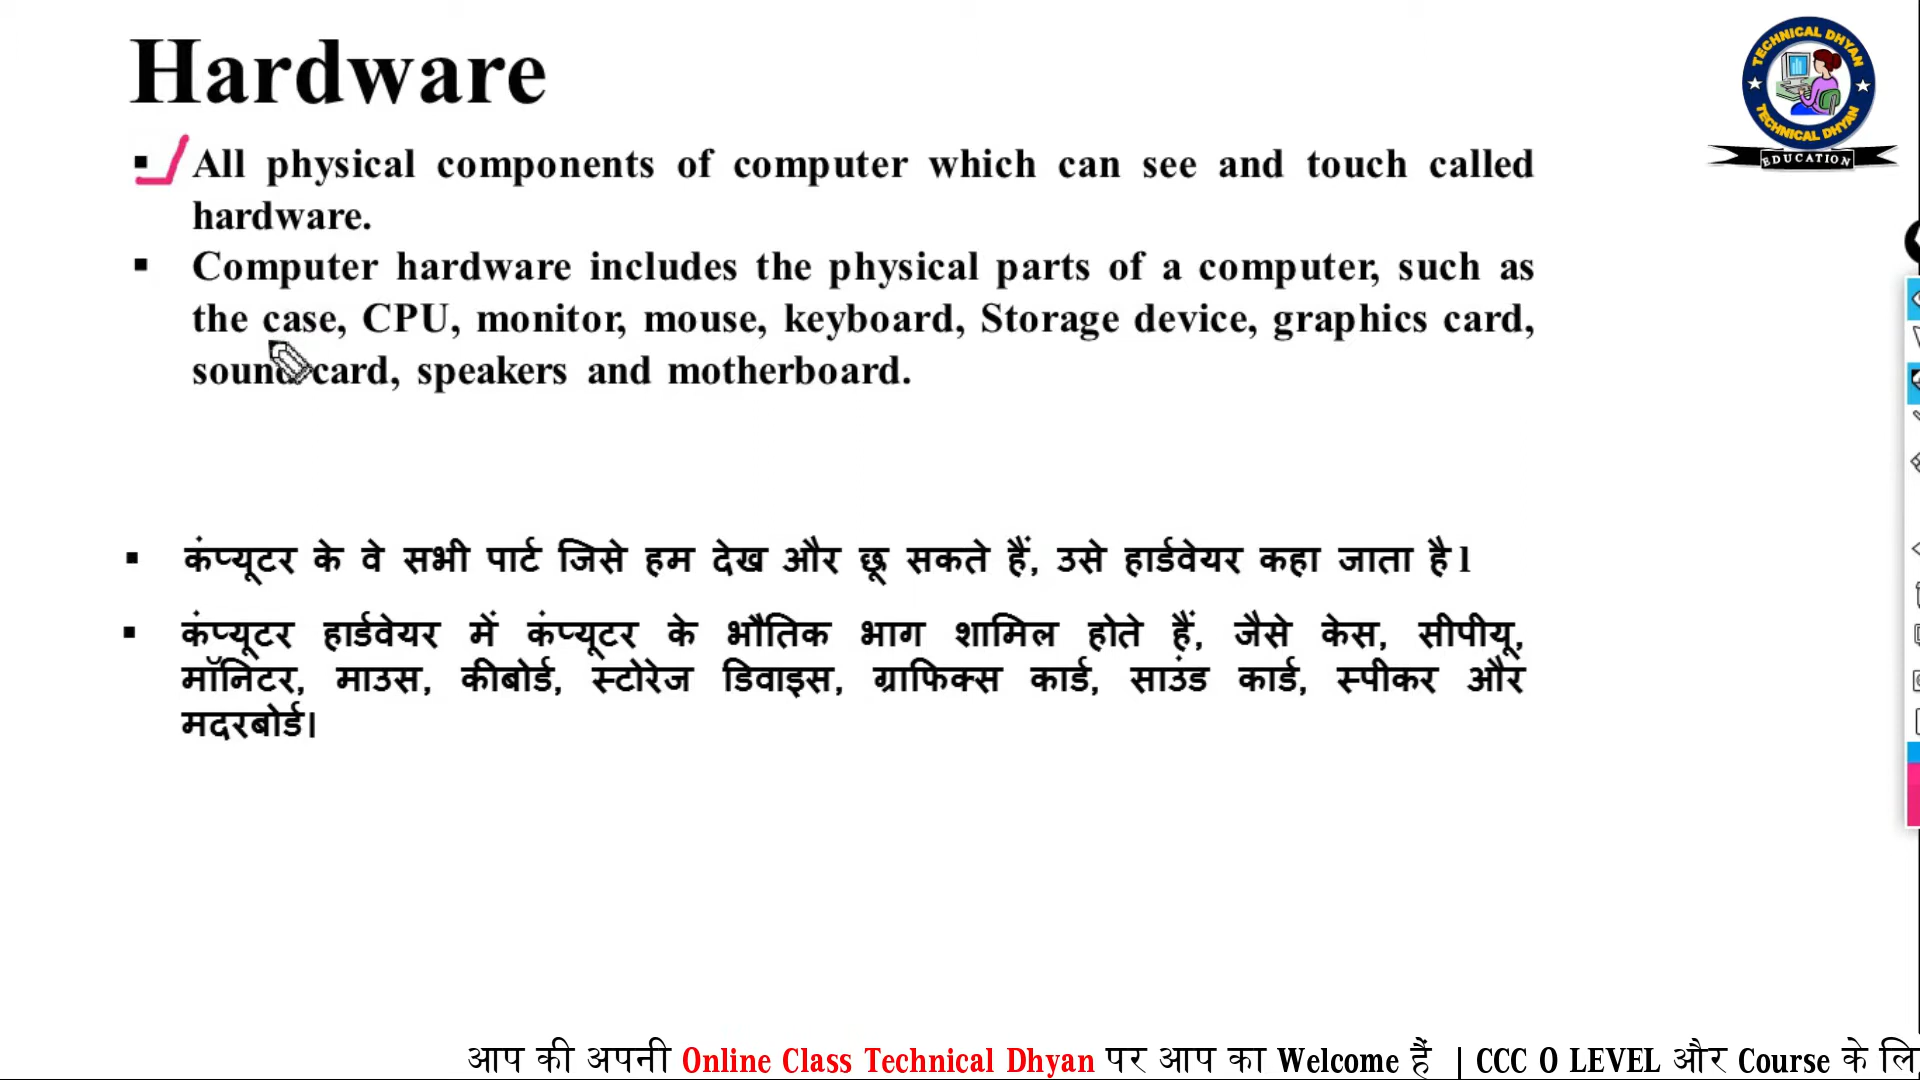 Hardware
TECHNICAL DHYAN
TECHNICAL DHYAN
EDUCATION
▪ All physical components of computer which can see and touch called
hardware.
▪ Computer hardware includes the physical parts of a computer, such as
the case, CPU, monitor, mouse, keyboard, Storage device, graphics card,
sound card, speakers and motherboard.
▪ कंप्यूटर के वे सभी पार्ट जिसे हम देख और छू सकते हैं, उसे हार्डवेयर कहा जाता है l
▪ कंप्यूटर हार्डवेयर में कंप्यूटर के भौतिक भाग शामिल होते हैं, जैसे केस, सीपीयू,
मॉनिटर, माउस, कीबोर्ड, स्टोरेज डिवाइस, ग्राफिक्स कार्ड, साउंड कार्ड, स्पीकर और
मदरबोर्ड।
आप की अपनी Online Class Technical Dhyan पर आप का Welcome हैं | CCC O LEVEL और Course के